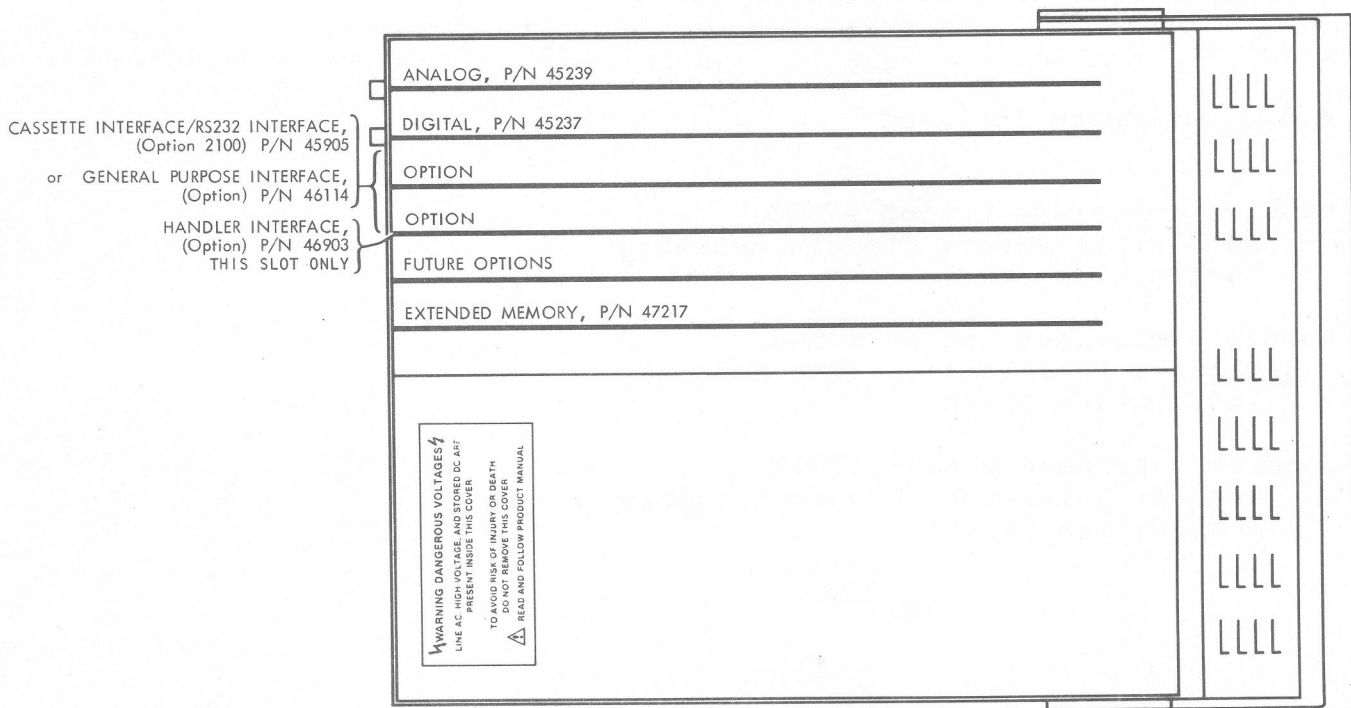 ANALOG, P/N 45239
CASSETTE INTERFACE/RS232 INTERFACE,
(Option 2100) P/N 45905
DIGITAL, P/N 45237
or GENERAL PURPOSE INTERFACE,
(Option) P/N 46114
OPTION
HANDLER INTERFACE,
(Option) P/N 46903
THIS SLOT ONLY
OPTION
FUTURE OPTIONS
EXTENDED MEMORY, P/N 47217
WARNING DANGEROUS VOLTAGES
LINE AC, HIGH VOLTAGE, AND STORED DC ARE
PRESENT INSIDE THIS COVER
TO AVOID RISK OF INJURY OR DEATH
DO NOT REMOVE THIS COVER
READ AND FOLLOW PRODUCT MANUAL